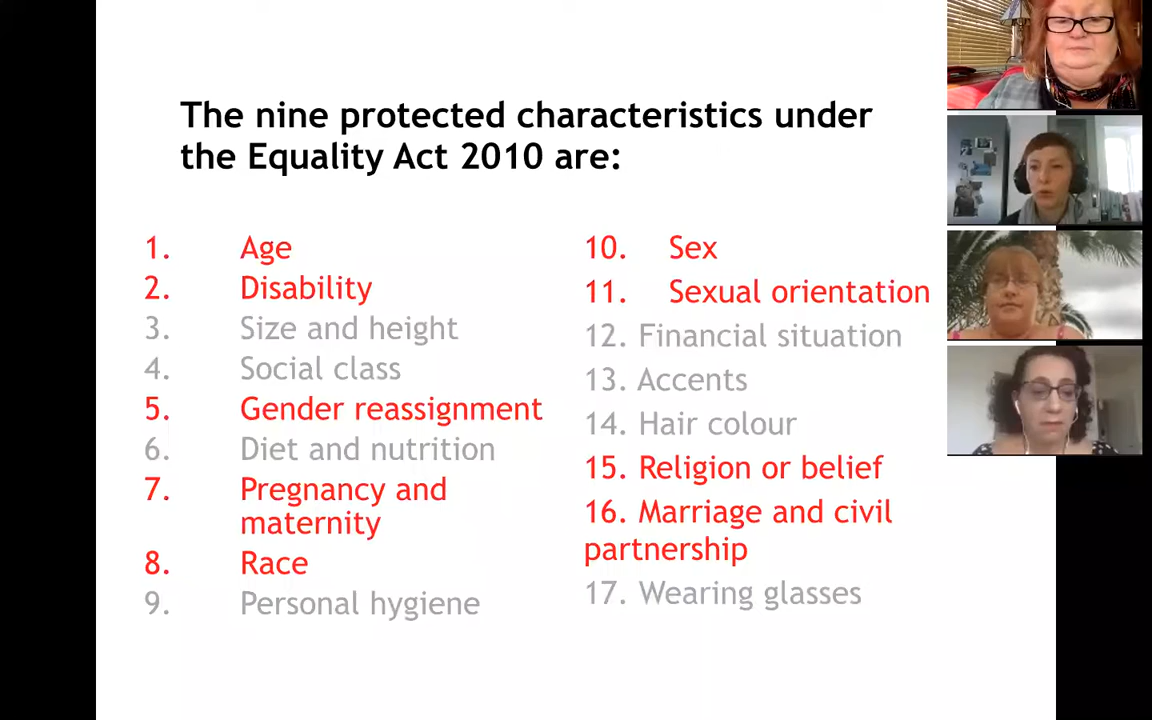 The nine protected characteristics under
the Equality Act 2010 are:
1. Age
2. Disability
3. Size and height
4. Social class
5. Gender reassignment
6. Diet and nutrition
7. Pregnancy and
maternity
8. Race
9. Personal hygiene
10. Sex
11. Sexual orientation
12. Financial situation
13. Accents
14. Hair colour
15. Religion or belief
16. Marriage and civil
partnership
17. Wearing glasses